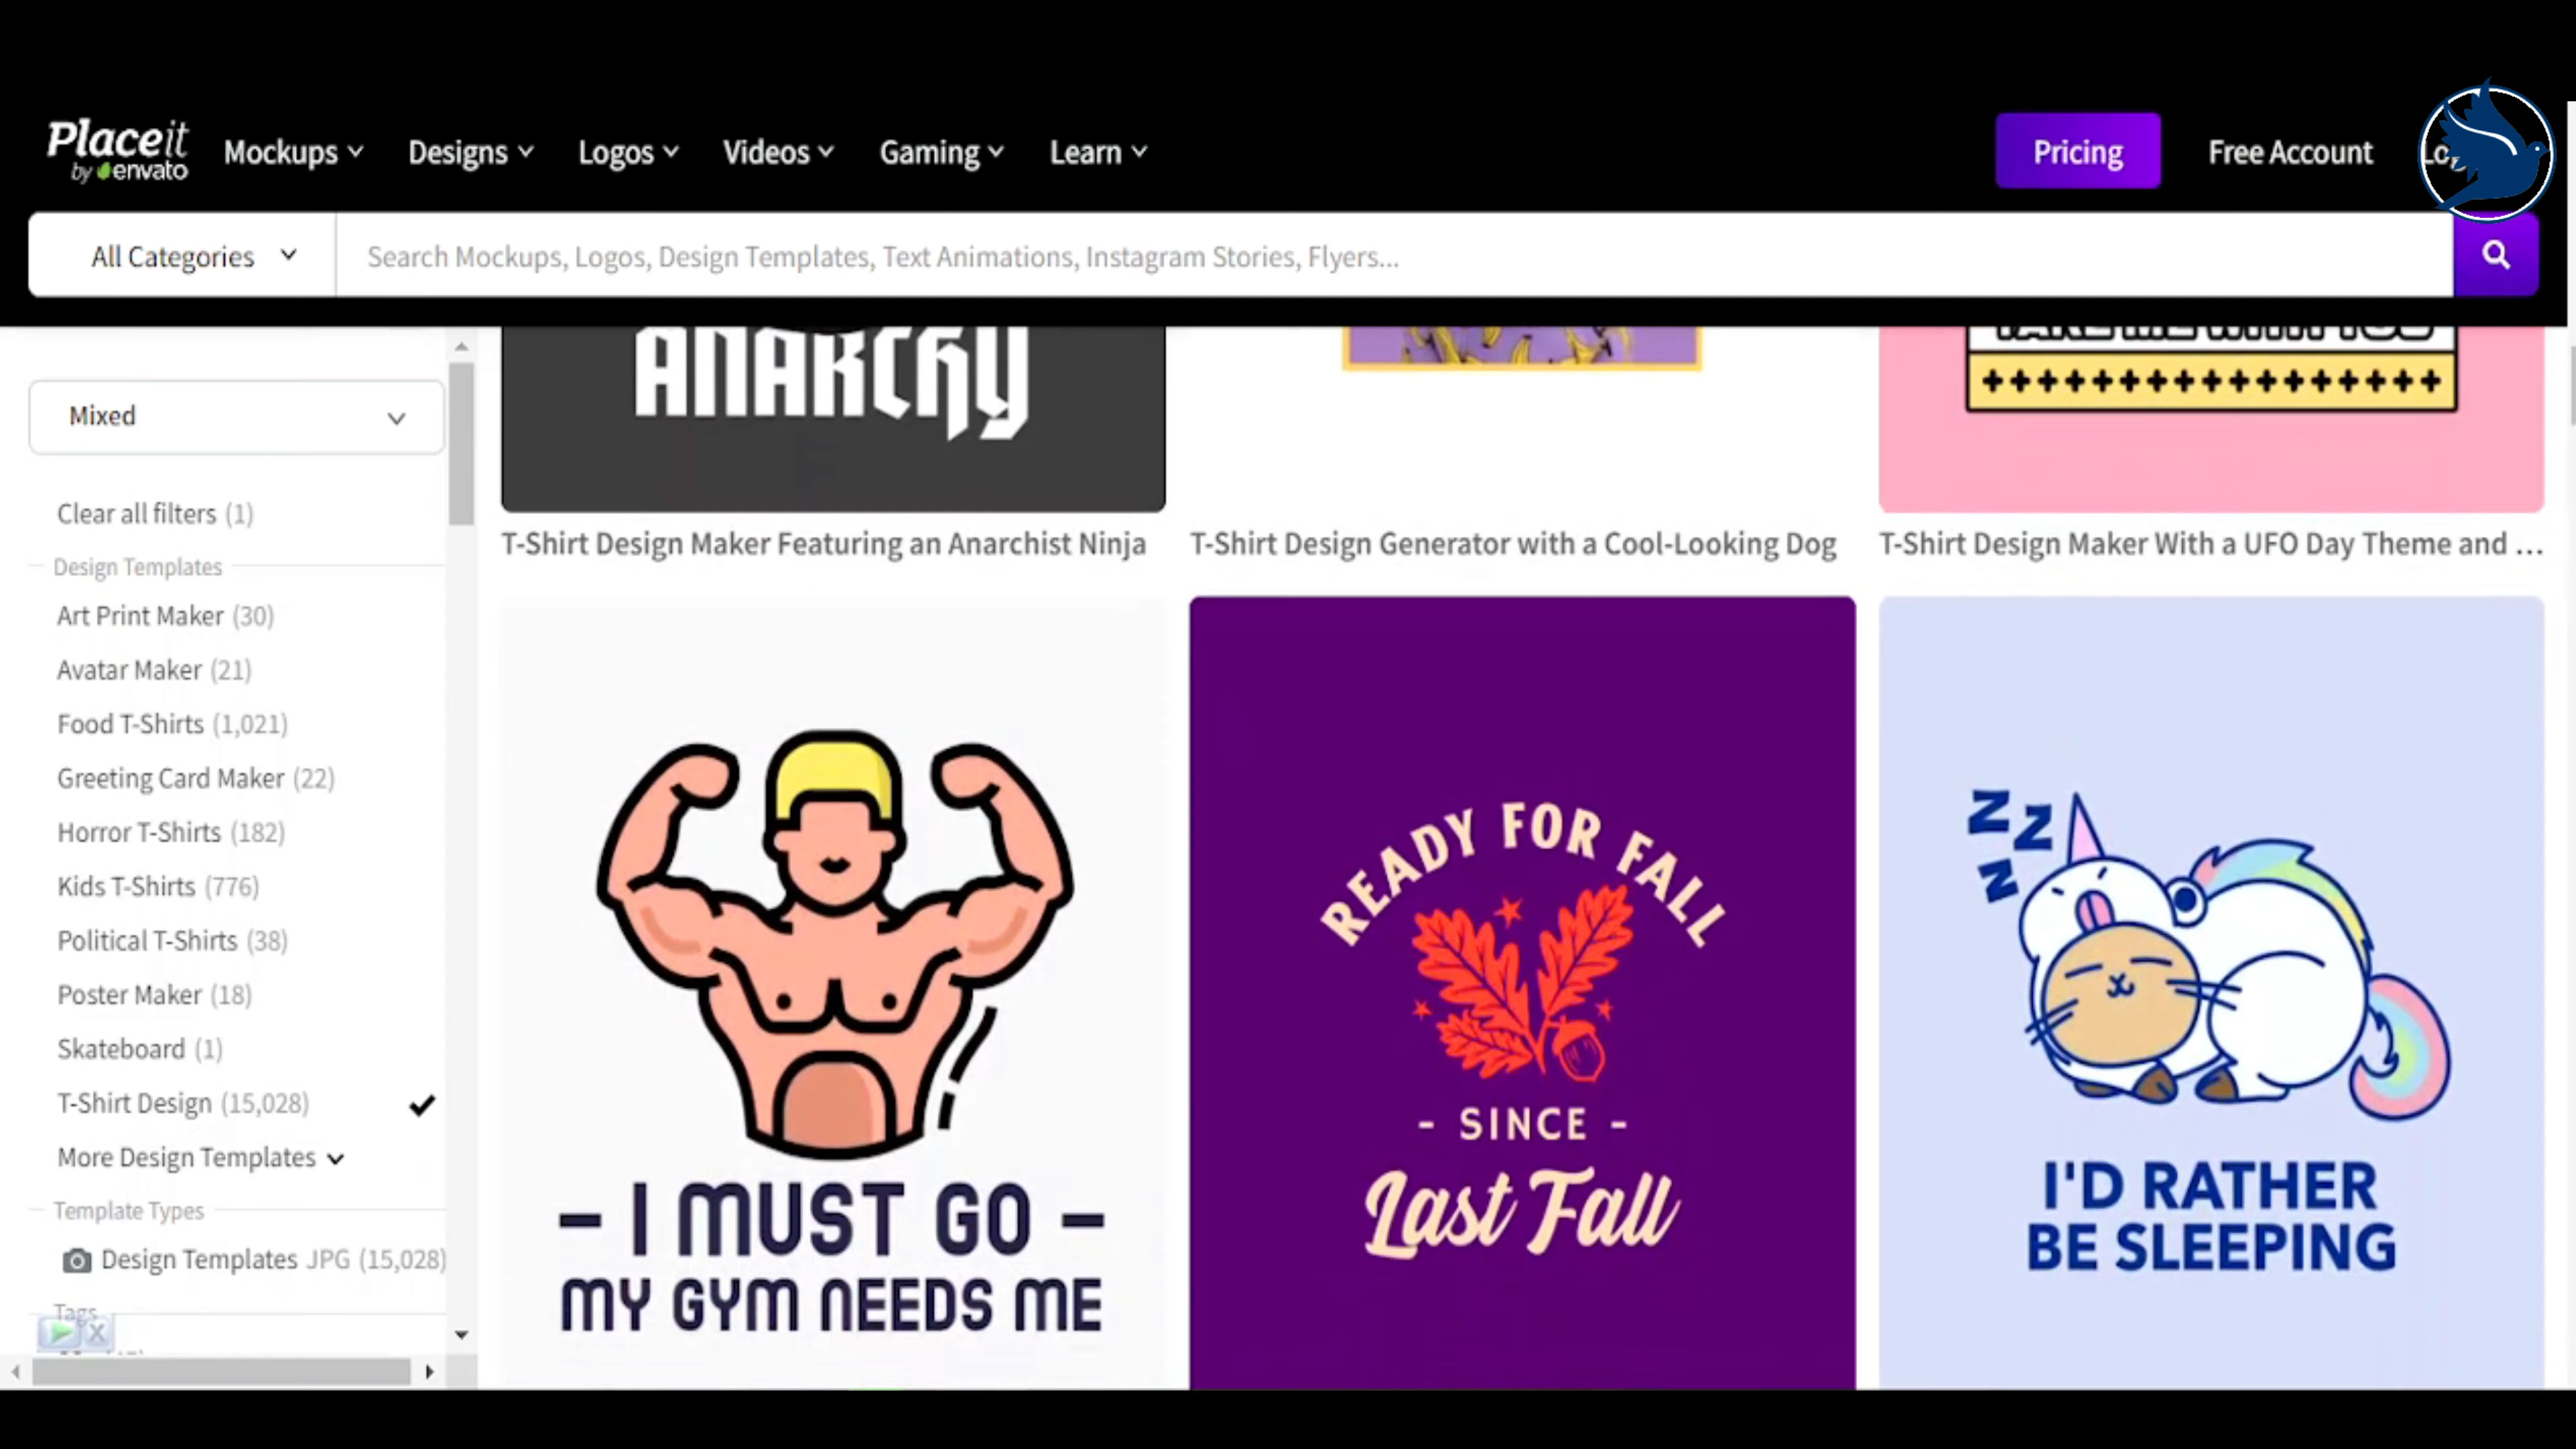 Placeit
by envato
Mockups
Designs
Logos
Videos
Gaming
Learn
Pricing
Free Account
All Categories
Search Mockups, Logos, Design Templates, Text Animations, Instagram Stories, Flyers...
Mixed
Clear all filters (1)
Design Templates
Art Print Maker (30)
Avatar Maker (21)
Food T-Shirts (1,021)
Greeting Card Maker (22)
Horror T-Shirts (182)
Kids T-Shirts (776)
Political T-Shirts (38)
Poster Maker (18)
Skateboard (1)
T-Shirt Design (15,028)
More Design Templates
Template Types
Design Templates JPG (15,028)
Tags
ANARCHY
TAKE ME WITH YOU
T-Shirt Design Maker Featuring an Anarchist Ninja
T-Shirt Design Generator with a Cool-Looking Dog
T-Shirt Design Maker With a UFO Day Theme and ...
- I MUST GO -
MY GYM NEEDS ME
READY FOR FALL
- SINCE -
Last Fall
Z Z Z
I'D RATHER
BE SLEEPING